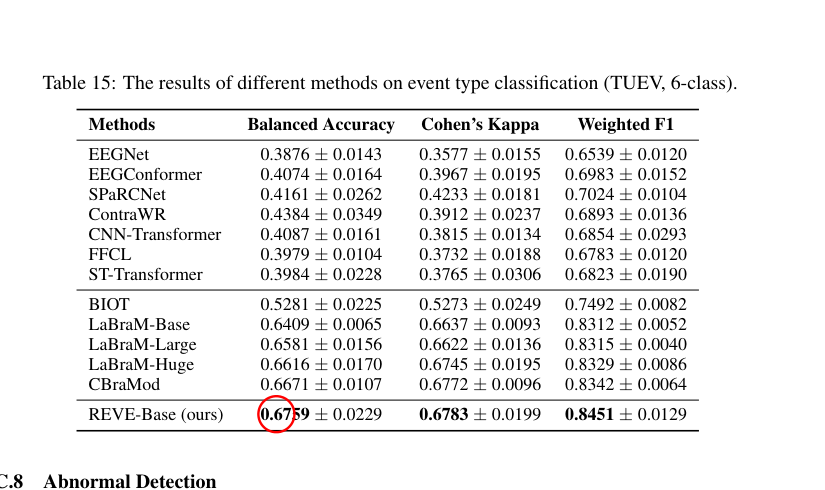 Table 15: The results of different methods on event type classification (TUEV, 6-class).
Methods Balanced Accuracy Cohen's Kappa Weighted F1
EEGNet 0.3876 ± 0.0143 0.3577 ± 0.0155 0.6539 ± 0.0120
EEGConformer 0.4074 ± 0.0164 0.3967 ± 0.0195 0.6983 ± 0.0152
SPaRCNet 0.4161 ± 0.0262 0.4233 ± 0.0181 0.7024 ± 0.0104
ContraWR 0.4384 ± 0.0349 0.3912 ± 0.0237 0.6893 ± 0.0136
CNN-Transformer 0.4087 ± 0.0161 0.3815 ± 0.0134 0.6854 ± 0.0293
FFCL 0.3979 ± 0.0104 0.3732 ± 0.0188 0.6783 ± 0.0120
ST-Transformer 0.3984 ± 0.0228 0.3765 ± 0.0306 0.6823 ± 0.0190
BIOT 0.5281 ± 0.0225 0.5273 ± 0.0249 0.7492 ± 0.0082
LaBraM-Base 0.6409 ± 0.0065 0.6637 ± 0.0093 0.8312 ± 0.0052
LaBraM-Large 0.6581 ± 0.0156 0.6622 ± 0.0136 0.8315 ± 0.0040
LaBraM-Huge 0.6616 ± 0.0170 0.6745 ± 0.0195 0.8329 ± 0.0086
CBraMod 0.6671 ± 0.0107 0.6772 ± 0.0096 0.8342 ± 0.0064
REVE-Base (ours) 0.6759 ± 0.0229 0.6783 ± 0.0199 0.8451 ± 0.0129
C.8 Abnormal Detection